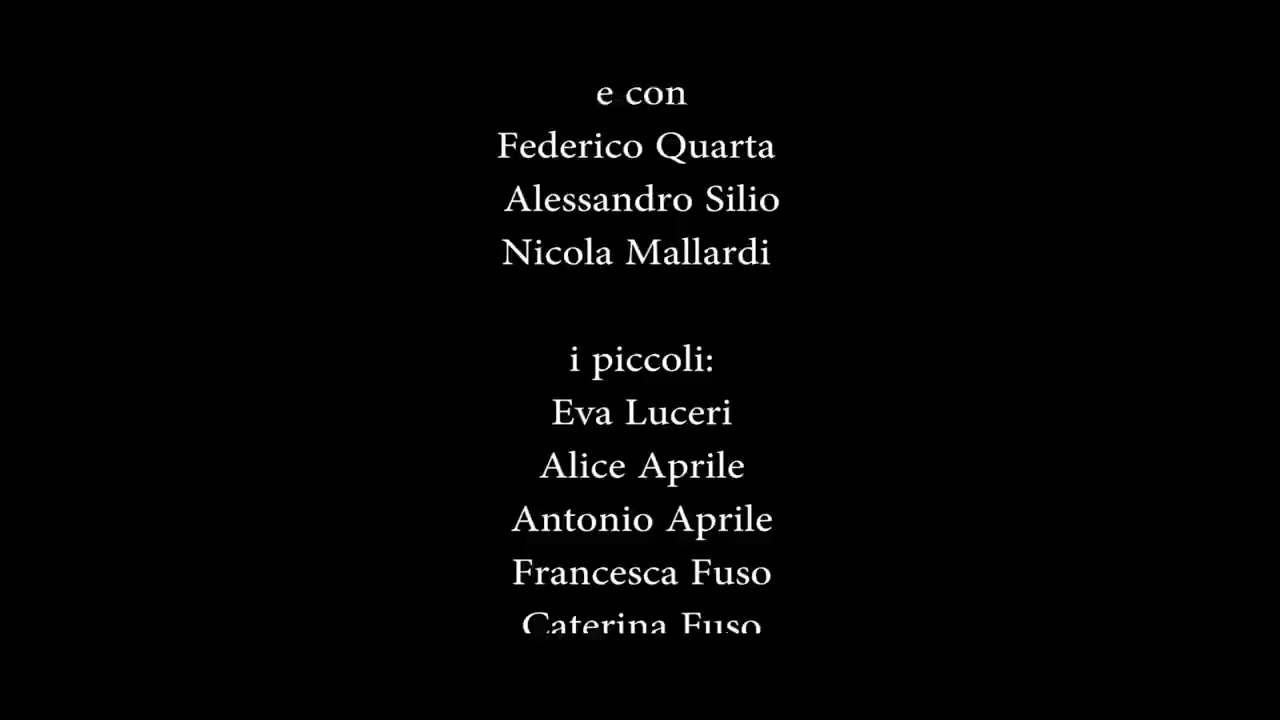 e con
Federico Quarta
Alessandro Silio
Nicola Mallardi
i piccoli:
Eva Luceri
Alice Aprile
Antonio Aprile
Francesca Fuso
Caterina Fuso